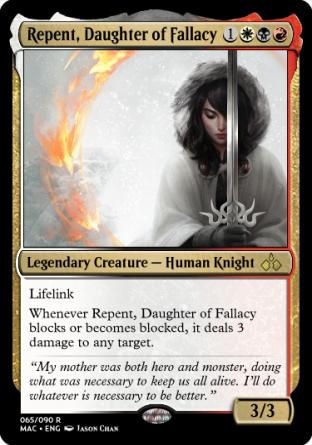 Repent, Daughter of Fallacy 1
Legendary Creature — Human Knight
Lifelink
Whenever Repent, Daughter of Fallacy
blocks or becomes blocked, it deals 3
damage to any target.
“My mother was both hero and monster, doing
what was necessary to keep us all alive. I’ll do
whatever is necessary to be better.”
3/3
065/090 R
MAC • ENG Jason Chan